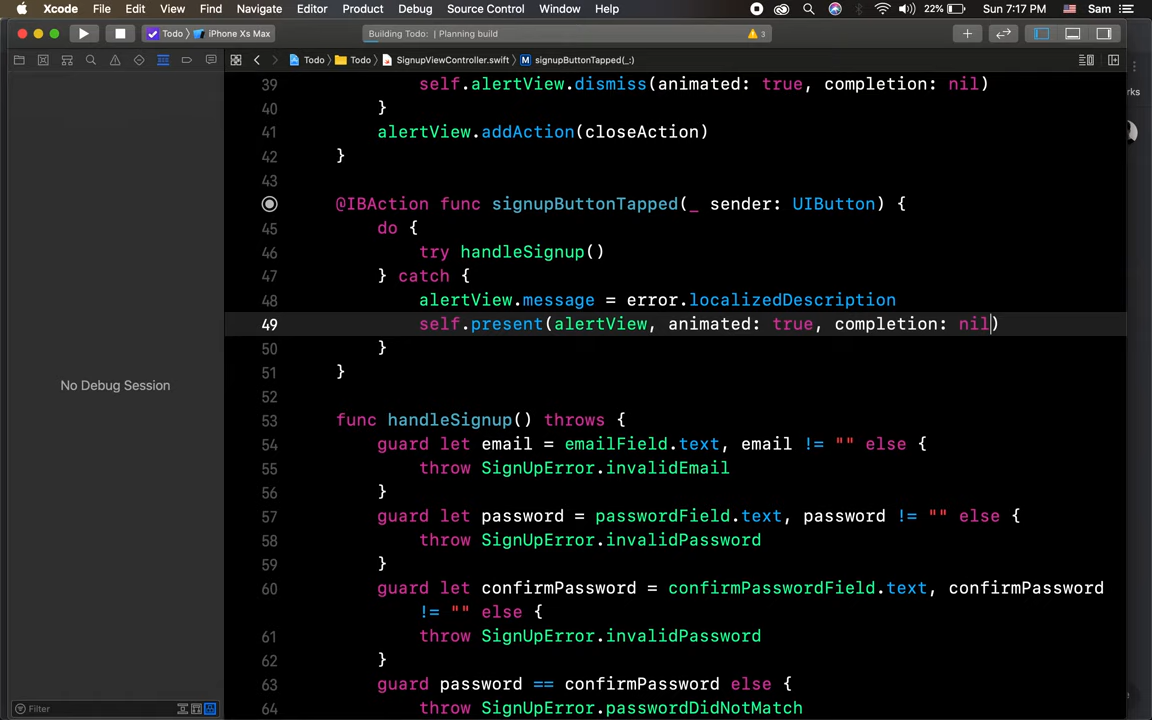 Xcode File Edit View Find Navigate Editor Product Debug Source Control Window Help 22% Sun 7:17 PM Sam
Todo iPhone Xs Max Building Todo: | Planning build 3
Todo Todo SignupViewController.swift M signupButtonTapped(_:)
39 self.alertView.dismiss(animated: true, completion: nil)
40 }
41 alertView.addAction(closeAction)
42 }
43
@IBAction func signupButtonTapped(_ sender: UIButton) {
45 do {
46 try handleSignup()
47 } catch {
48 alertView.message = error.localizedDescription
49 self.present(alertView, animated: true, completion: nil)
50 }
51 }
52
53 func handleSignup() throws {
54 guard let email = emailField.text, email != "" else {
55 throw SignUpError.invalidEmail
56 }
57 guard let password = passwordField.text, password != "" else {
58 throw SignUpError.invalidPassword
59 }
60 guard let confirmPassword = confirmPasswordField.text, confirmPassword
!= "" else {
61 throw SignUpError.invalidPassword
62 }
63 guard password == confirmPassword else {
64 throw SignUpError.passwordDidNotMatch
No Debug Session
Filter
rks